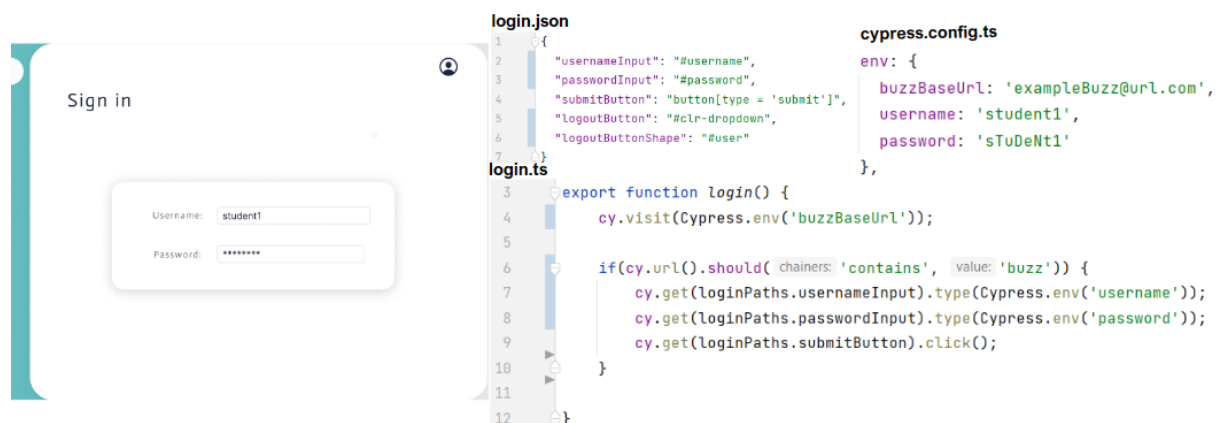 Sign in
Username: student1
Password: ********
login.json
1 {
2 "usernameInput": "#username",
3 "passwordInput": "#password",
4 "submitButton": "button[type = 'submit']",
5 "logoutButton": "#clr-dropdown",
6 "logoutButtonShape": "#user"
7 }
cypress.config.ts
env: {
buzzBaseUrl: 'exampleBuzz@url.com',
username: 'student1',
password: 'sTuDeNt1'
},
login.ts
3 export function login() {
4 cy.visit(Cypress.env('buzzBaseUrl'));
5
6 if(cy.url().should( chainers: 'contains', value: 'buzz')) {
7 cy.get(loginPaths.usernameInput).type(Cypress.env('username'));
8 cy.get(loginPaths.passwordInput).type(Cypress.env('password'));
9 cy.get(loginPaths.submitButton).click();
10 }
11
12 }